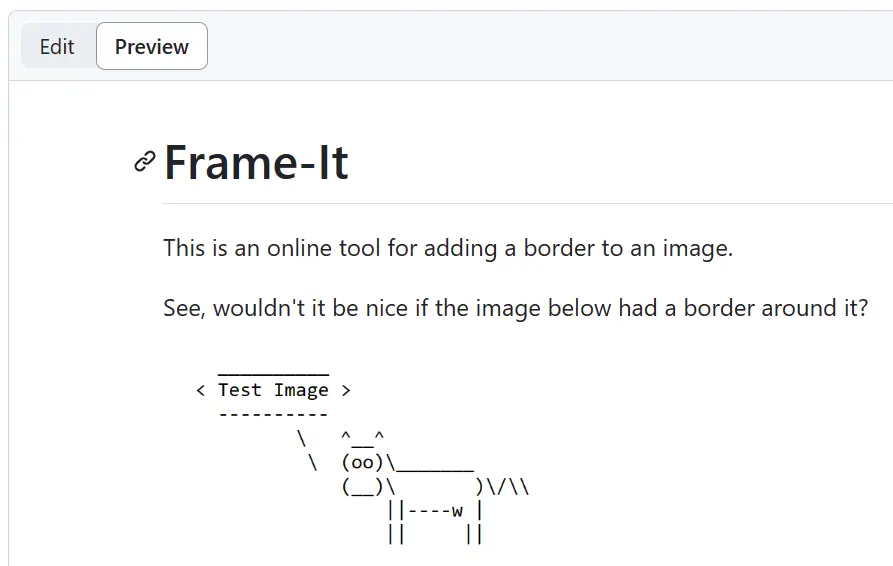 Edit
Preview
Frame-It
This is an online tool for adding a border to an image.
See, wouldn't it be nice if the image below had a border around it?
 __________
< Test Image >
 ----------
        \   ^__^
         \  (oo)\_______
            (__)\       )\/\\
                ||----w |
                ||     ||